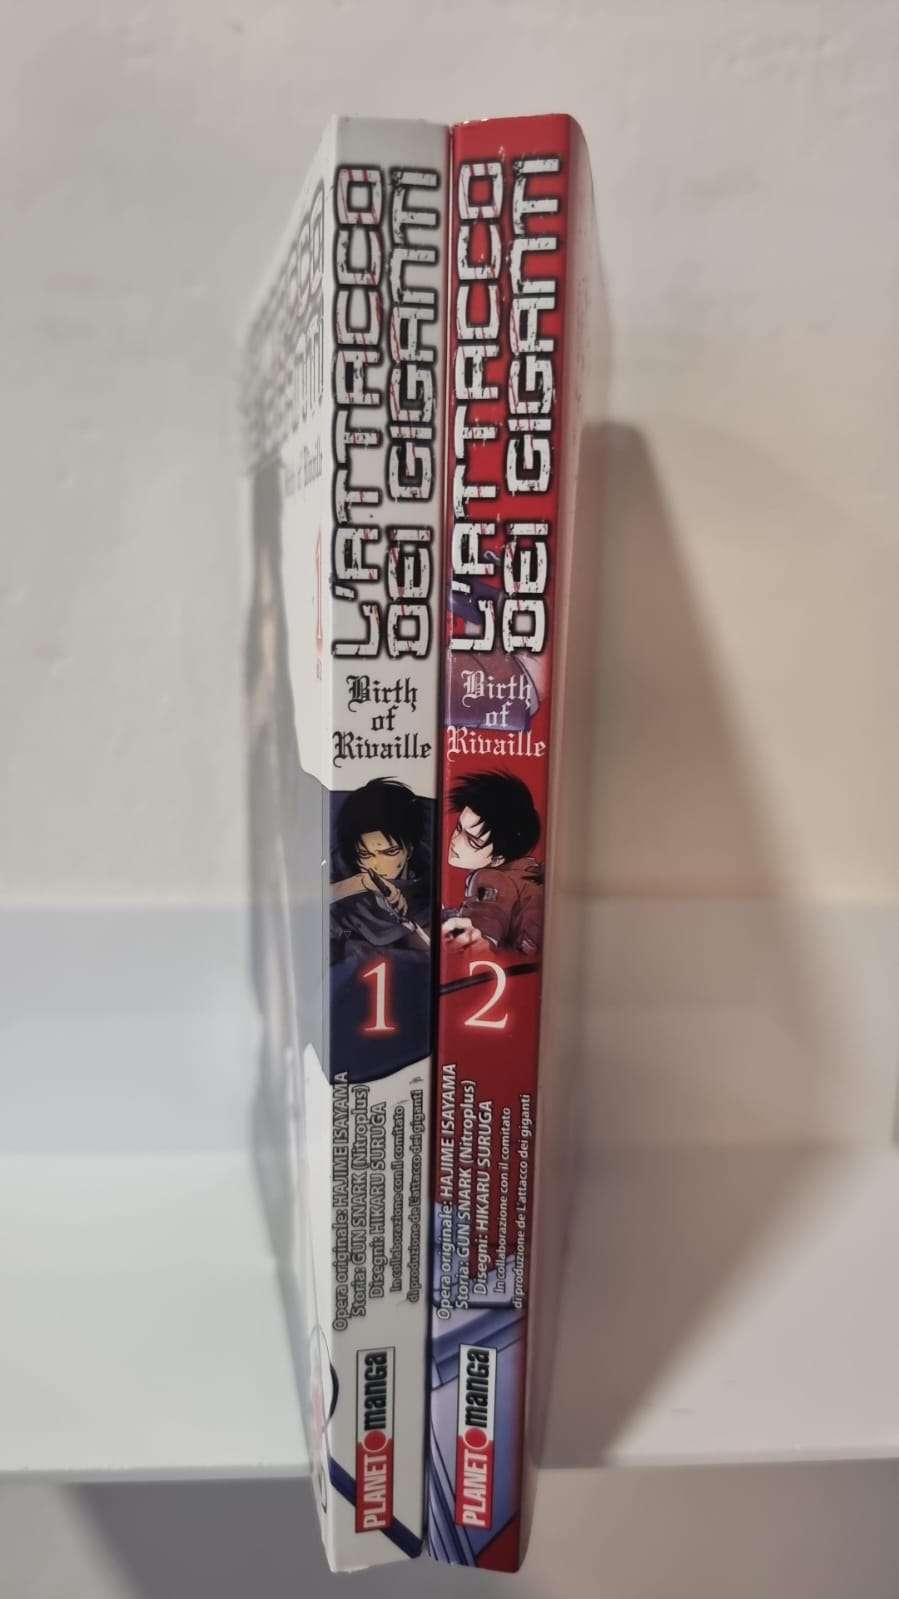 L'ATTACCO
DEI GIGANTI
Birth
of
Rivaille
1
Opera originale: HAJIME ISAYAMA
Storia: GUN SNARK (Nitroplus)
Disegni: HIKARU SURUGA
In collaborazione con il comitato
di produzione de L'attacco dei giganti
PLANET manga
L'ATTACCO
DEI GIGANTI
Birth
of
Rivaille
2
Opera originale: HAJIME ISAYAMA
Storia: GUN SNARK (Nitroplus)
Disegni: HIKARU SURUGA
In collaborazione con il comitato
di produzione de L'attacco dei giganti
PLANET manga
1